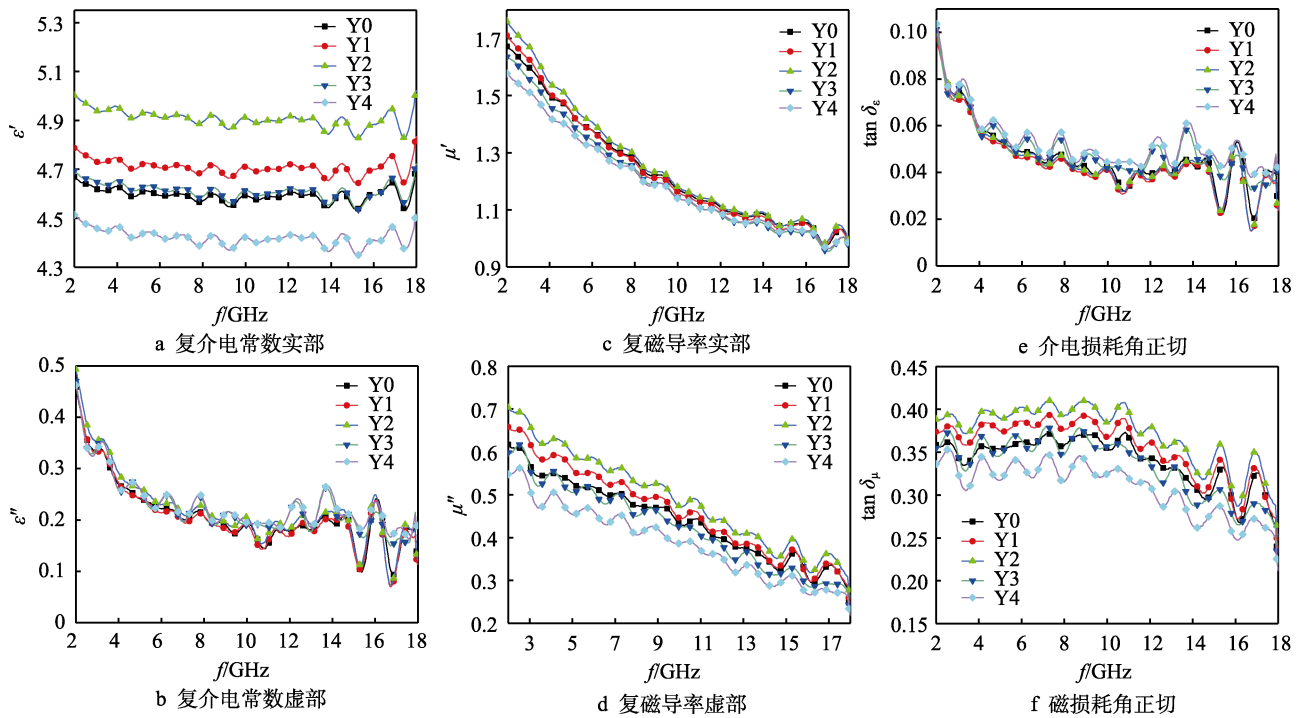 5.3
5.1
4.9
4.7
4.5
4.3
ε′
Y0
Y1
Y2
Y3
Y4
2 4 6 8 10 12 14 16 18
f/GHz
a 复介电常数实部
1.7
1.5
1.3
1.1
0.9
μ′
Y0
Y1
Y2
Y3
Y4
2 4 6 8 10 12 14 16 18
f/GHz
c 复磁导率实部
0.10
0.08
0.06
0.04
0.02
0
tan δε
Y0
Y1
Y2
Y3
Y4
2 4 6 8 10 12 14 16 18
f/GHz
e 介电损耗角正切
0.5
0.4
0.3
0.2
0.1
0
ε″
Y0
Y1
Y2
Y3
Y4
2 4 6 8 10 12 14 16 18
f/GHz
b 复介电常数虚部
0.8
0.7
0.6
0.5
0.4
0.3
0.2
μ″
Y0
Y1
Y2
Y3
Y4
3 5 7 9 11 13 15 17
f/GHz
d 复磁导率虚部
0.40
0.35
0.30
0.25
0.20
0.15
tan δμ
Y0
Y1
Y2
Y3
Y4
2 4 6 8 10 12 14 16 18
f/GHz
f 磁损耗角正切